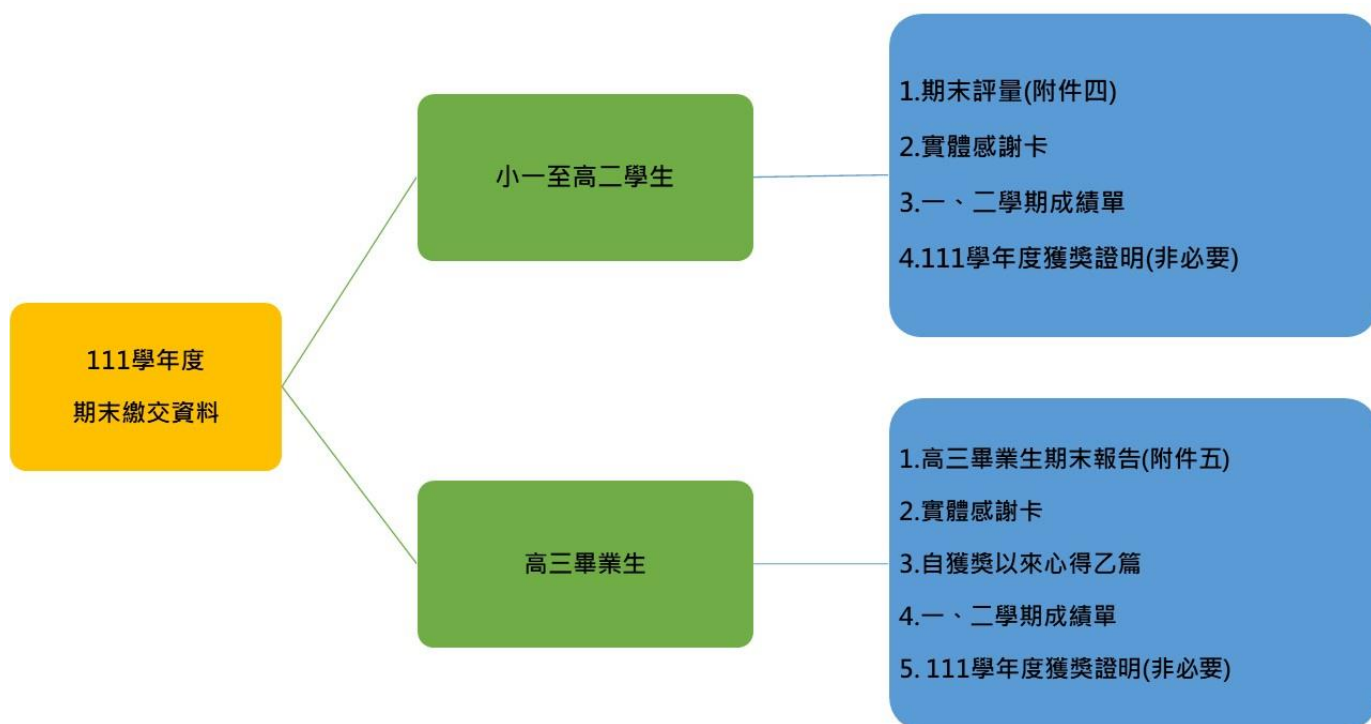 111學年度
期末繳交資料
小一至高二學生
1.期末評量(附件四)
2.實體感謝卡
3.一、二學期成績單
4.111學年度獲獎證明(非必要)
高三畢業生
1.高三畢業生期末報告(附件五)
2.實體感謝卡
3.自獲獎以來心得乙篇
4.一、二學期成績單
5. 111學年度獲獎證明(非必要)